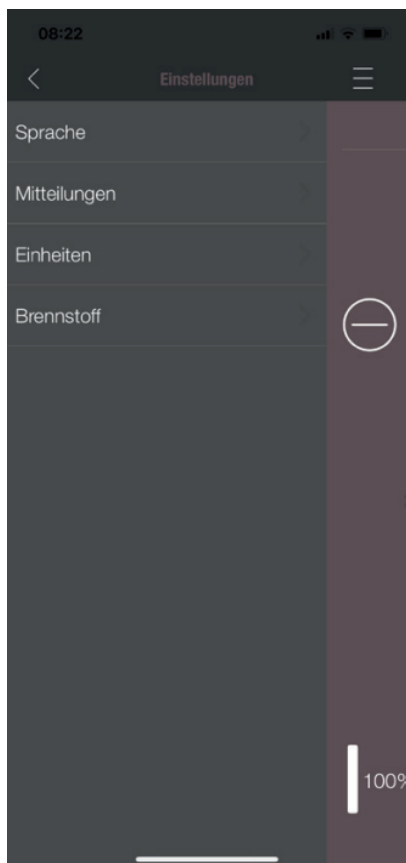 08:22
Einstellungen
Sprache
Mitteilungen
Einheiten
Brennstoff
100%